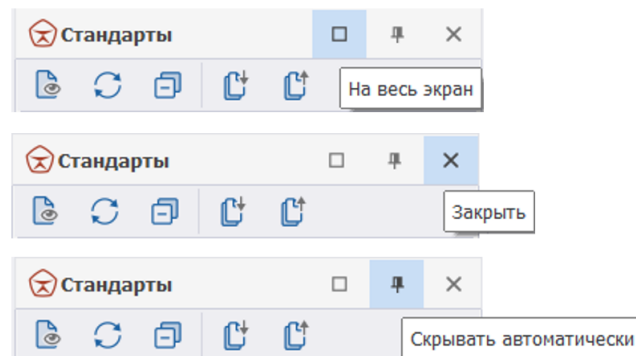 Стандарты
На весь экран
Стандарты
Закрыть
Стандарты
Скрывать автоматически